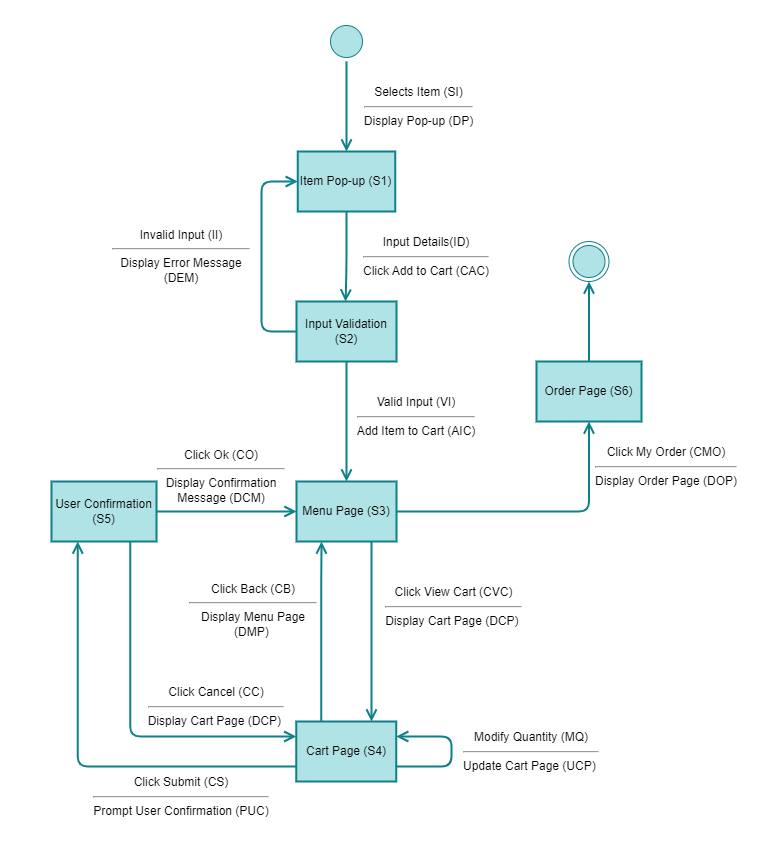 Selects Item (SI)
Display Pop-up (DP)
Item Pop-up (S1)
Invalid Input (II)
Display Error Message
(DEM)
Input Details(ID)
Click Add to Cart (CAC)
Input Validation
(S2)
Valid Input (VI)
Add Item to Cart (AIC)
Order Page (S6)
Click My Order (CMO)
Display Order Page (DOP)
Click Ok (CO)
Display Confirmation
Message (DCM)
User Confirmation
(S5)
Menu Page (S3)
Click Back (CB)
Display Menu Page
(DMP)
Click View Cart (CVC)
Display Cart Page (DCP)
Click Cancel (CC)
Display Cart Page (DCP)
Cart Page (S4)
Modify Quantity (MQ)
Update Cart Page (UCP)
Click Submit (CS)
Prompt User Confirmation (PUC)